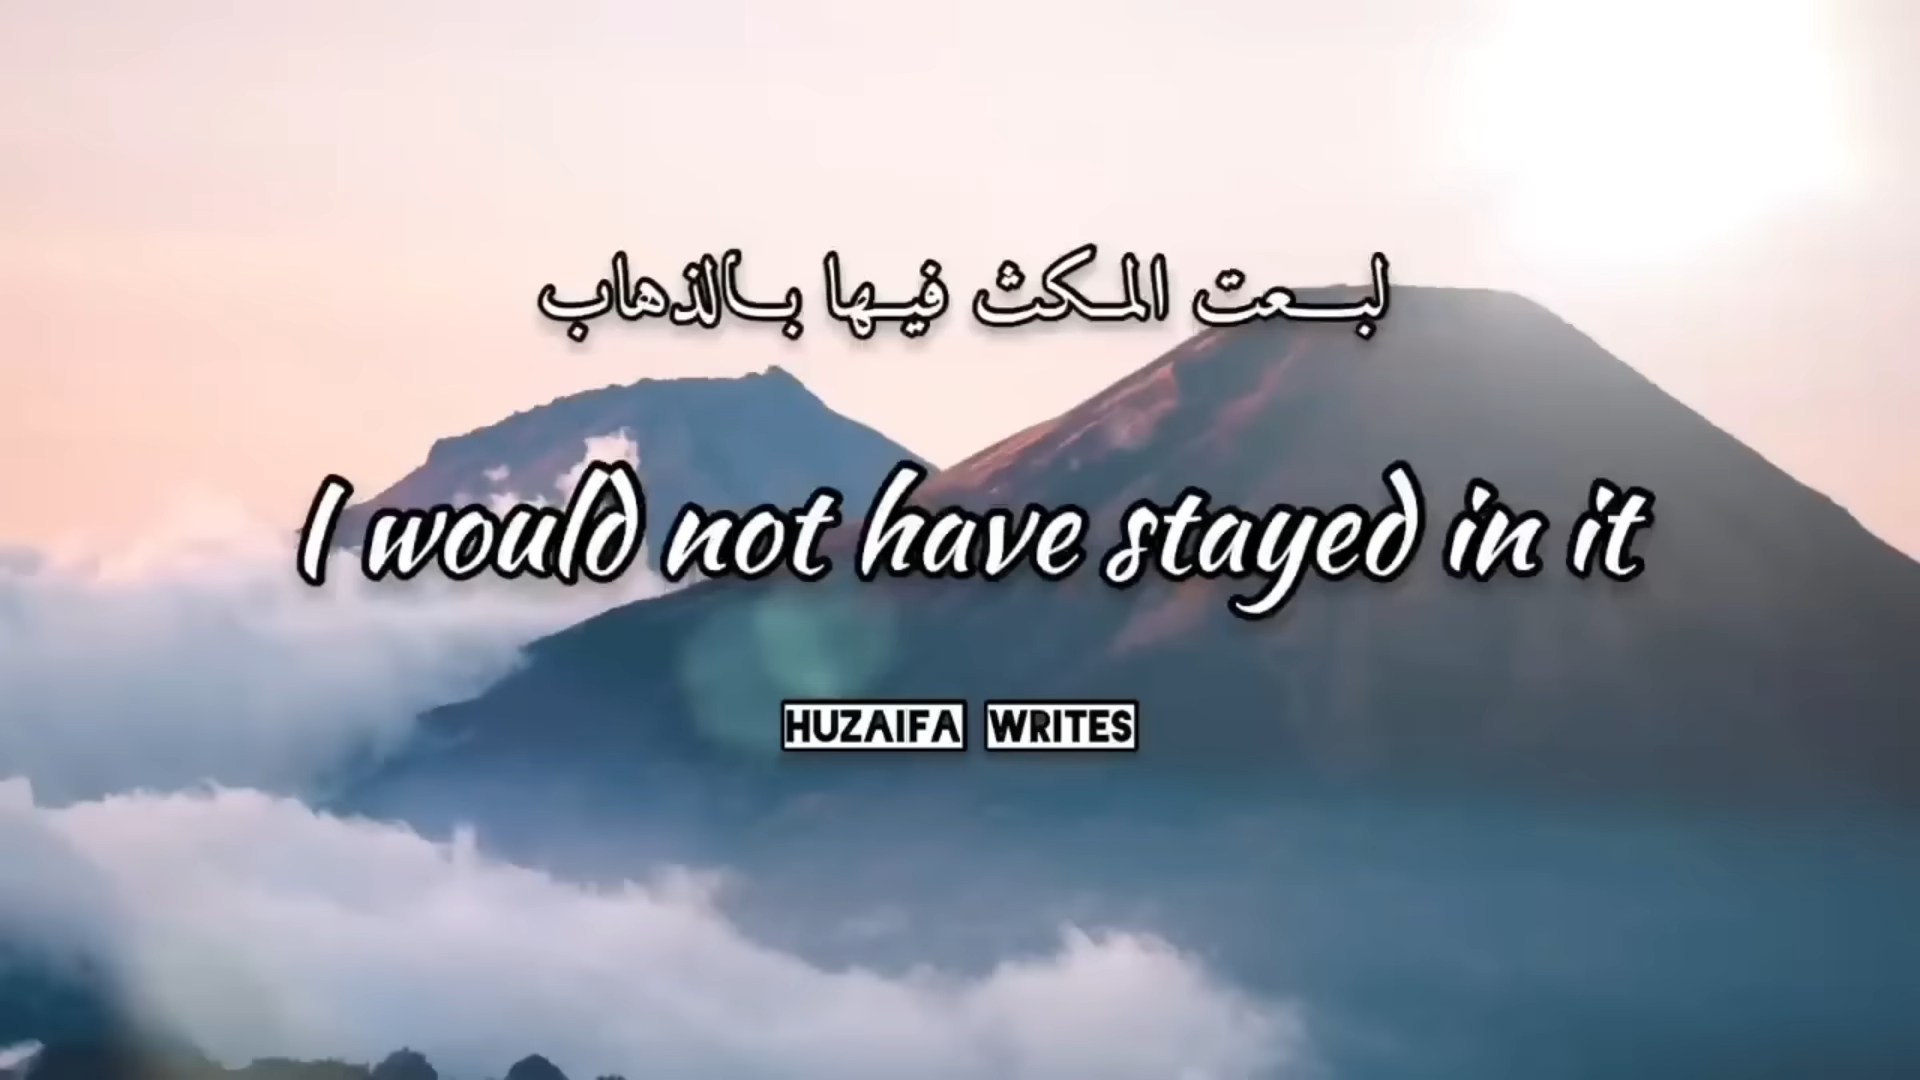 لبعت المكث فيها بالذهاب
I would not have stayed in it
HUZAIFA WRITES